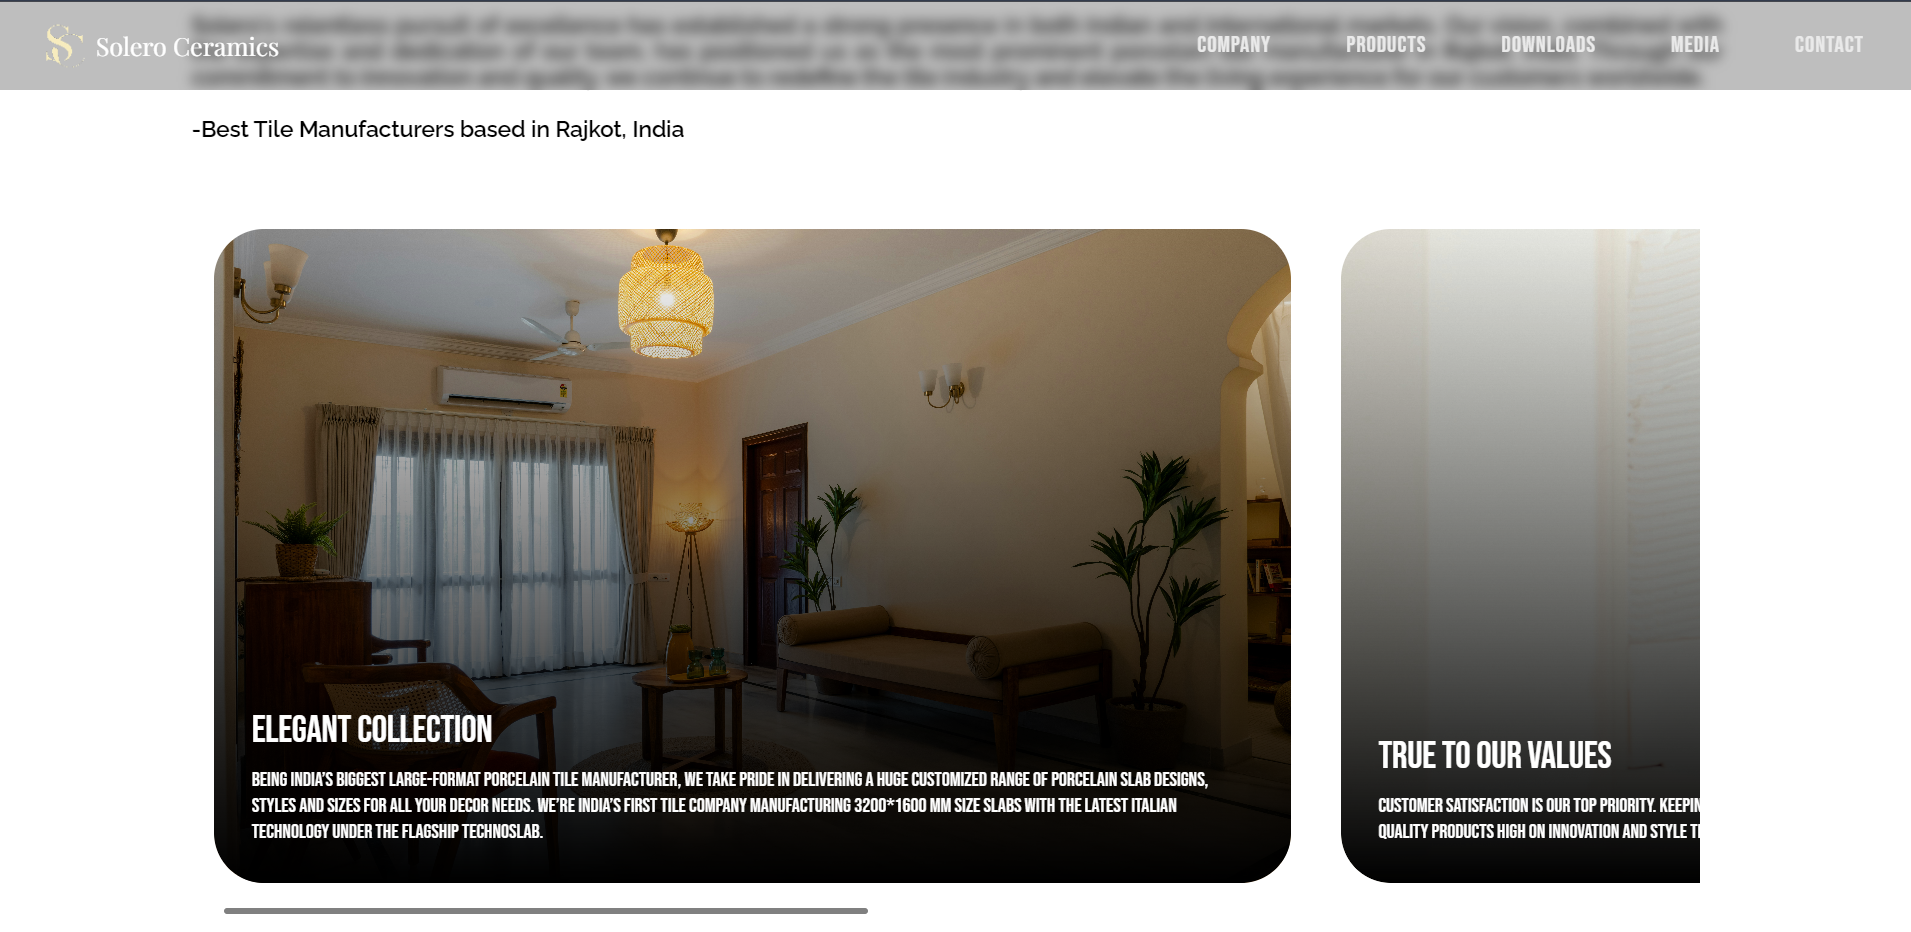 Solero Ceramics
COMPANY PRODUCTS DOWNLOADS MEDIA CONTACT
-Best Tile Manufacturers based in Rajkot, India
ELEGANT COLLECTION
BEING INDIA'S BIGGEST LARGE-FORMAT PORCELAIN TILE MANUFACTURER, WE TAKE PRIDE IN DELIVERING A HUGE CUSTOMIZED RANGE OF PORCELAIN SLAB DESIGNS,
STYLES AND SIZES FOR ALL YOUR DECOR NEEDS. WE'RE INDIA'S FIRST TILE COMPANY MANUFACTURING 3200*1600 MM SIZE SLABS WITH THE LATEST ITALIAN
TECHNOLOGY UNDER THE FLAGSHIP TECHNOSLAB.
TRUE TO OUR VALUES
CUSTOMER SATISFACTION IS OUR TOP PRIORITY.
QUALITY PRODUCTS HIGH ON INNOVATION AND STYLE